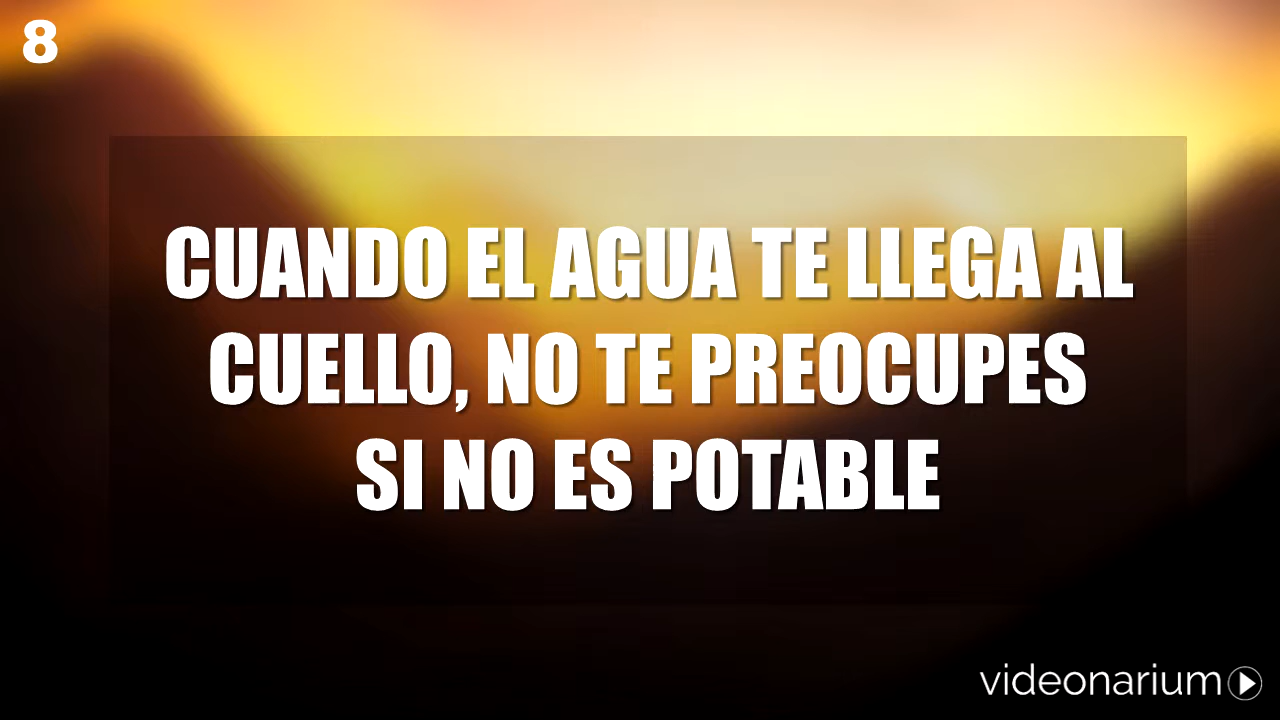 8
CUANDO EL AGUA TE LLEGA AL
CUELLO, NO TE PREOCUPES
SI NO ES POTABLE
videonarium